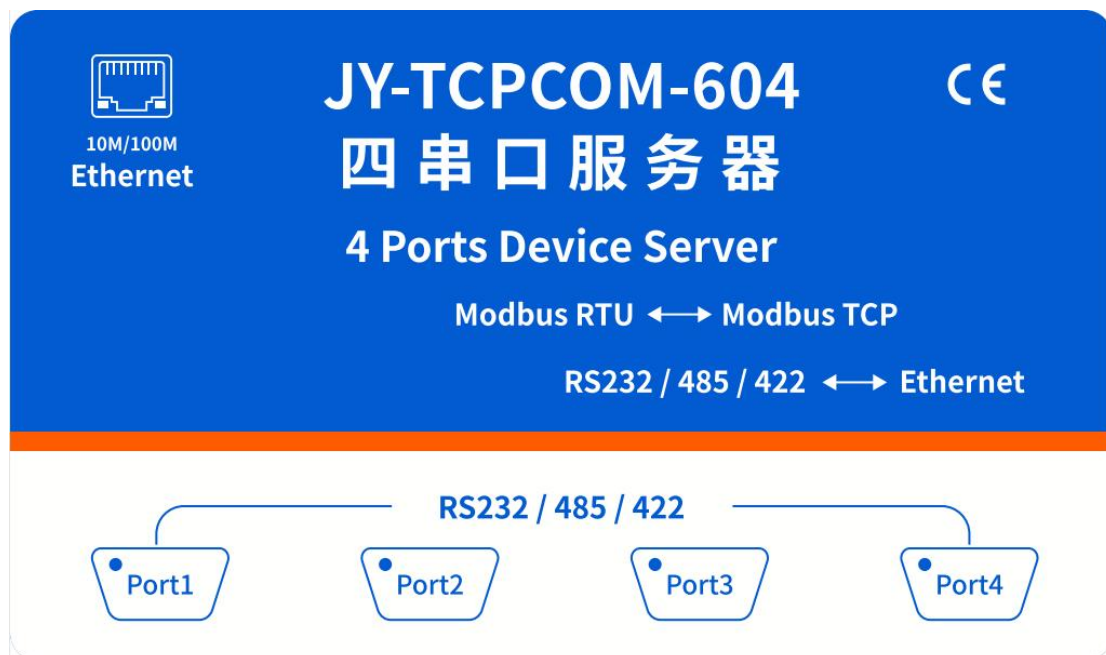 JY-TCPCOM-604
CE
10M/100M
Ethernet
四串口服务器
4 Ports Device Server
Modbus RTU ⟷ Modbus TCP
RS232 / 485 / 422 ⟷ Ethernet
RS232 / 485 / 422
Port1 Port2 Port3 Port4